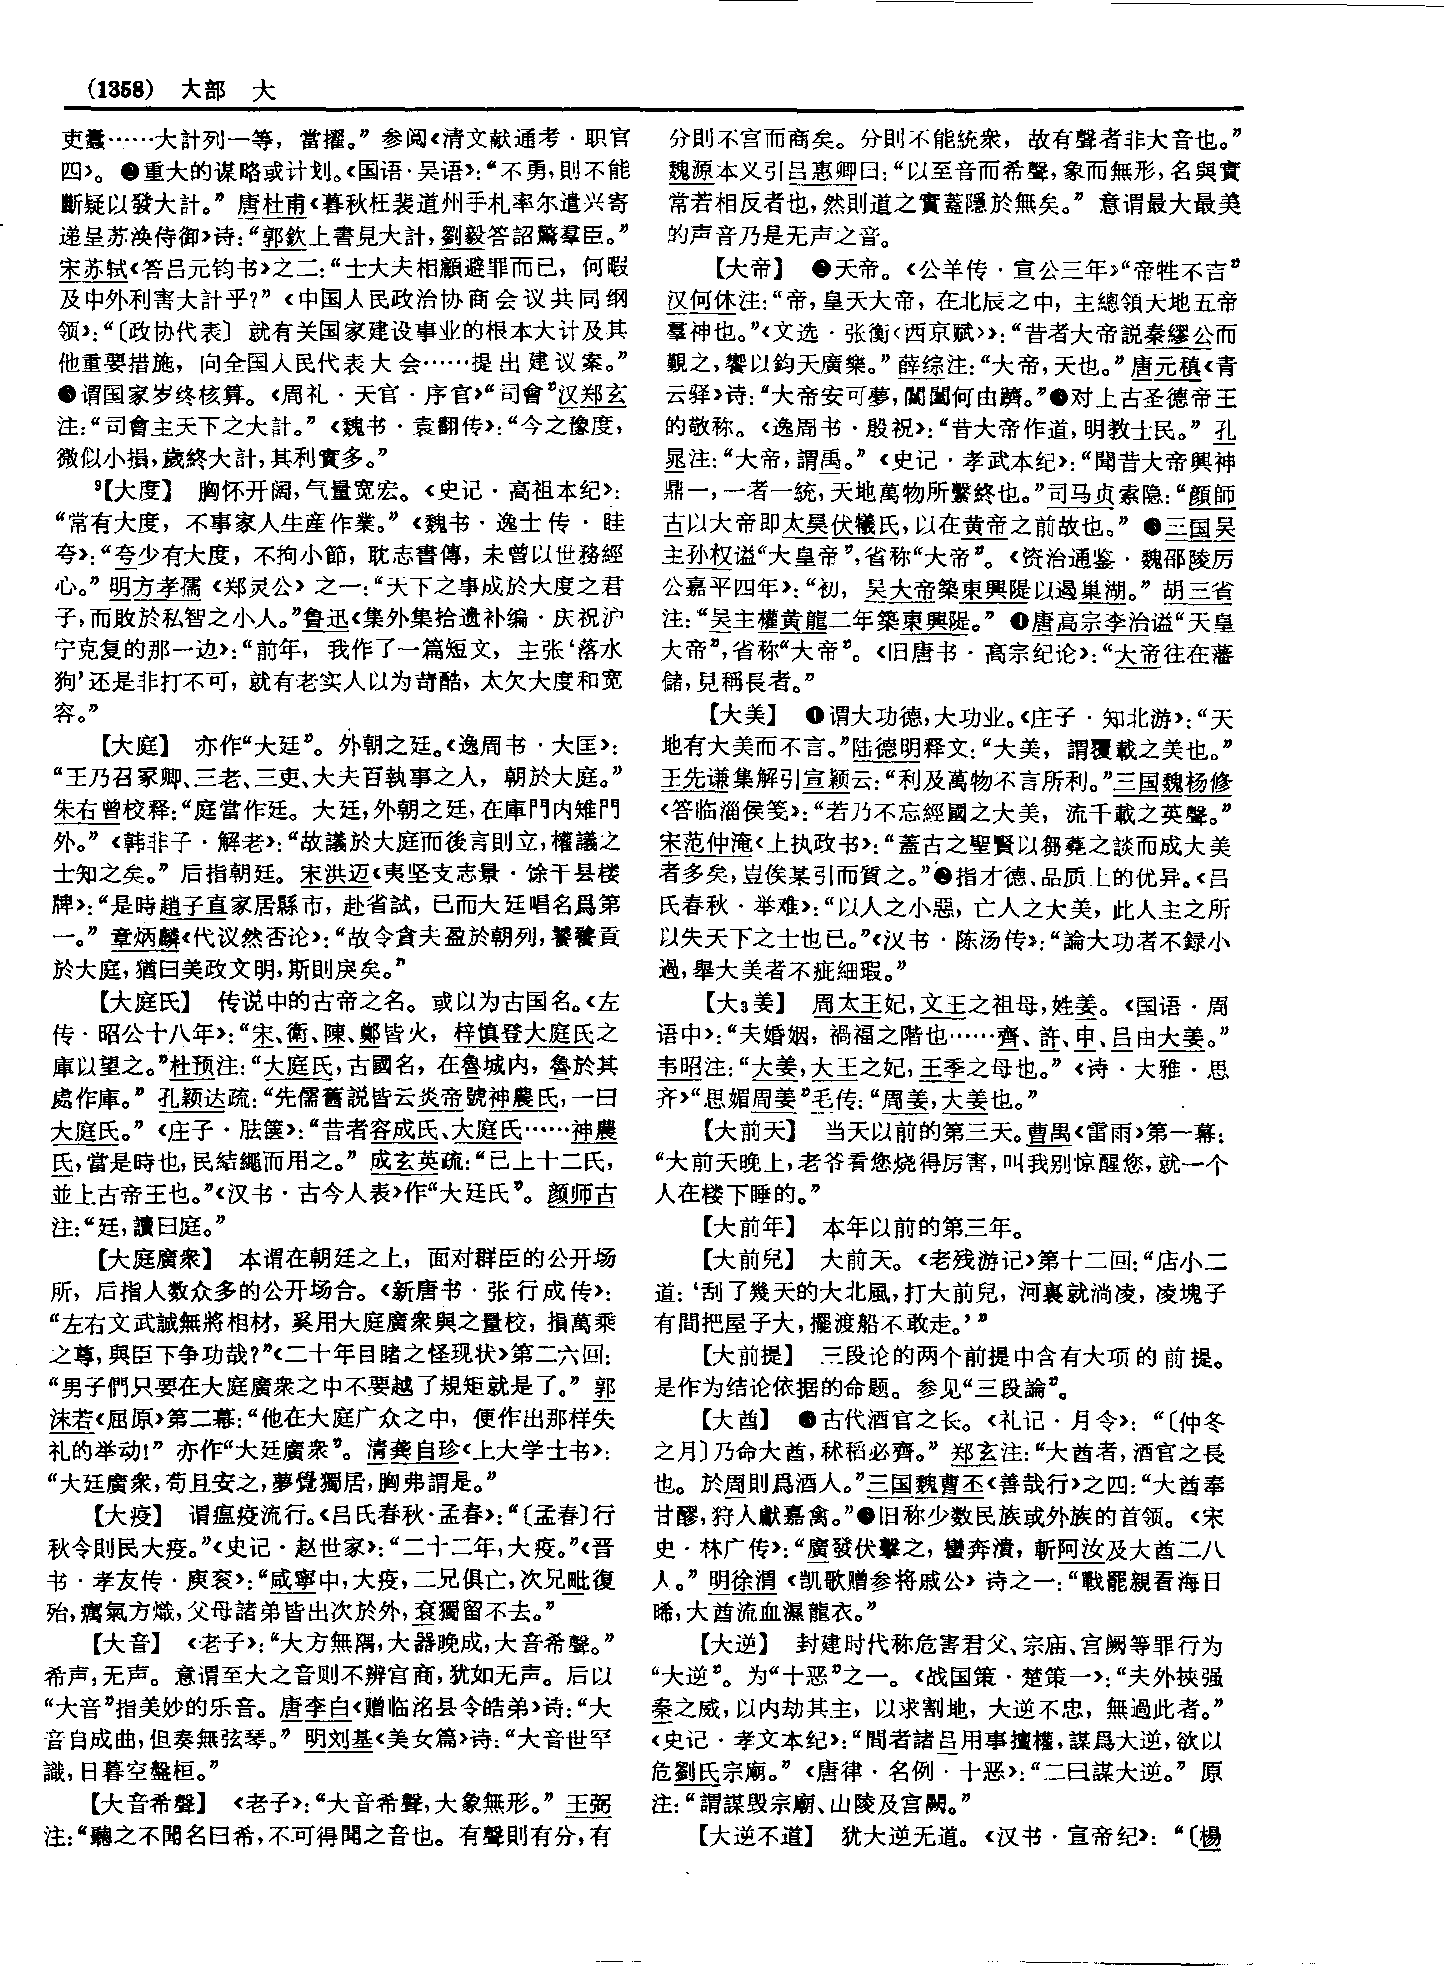 (1358) 大部 大
吏蠹……大計列一等，當擢。”参阅《清文献通考·职官
四》。❷重大的谋略或计划。《国语·吴语》：“不勇，則不能
斷疑以發大計。”唐杜甫《暮秋枉裴道州手札率尔遣兴寄
递呈苏涣侍御》诗：“郭欽上書見大計，劉毅答詔驚羣臣。”
宋苏轼《答吕元钧书》之二：“士大夫相顧避罪而已，何暇
及中外利害大計乎？”《中国人民政治协商会议共同纲
领》：“〔政协代表〕就有关国家建设事业的根本大计及其
他重要措施，向全国人民代表大会……提出建议案。”
❸谓国家岁终核算。《周礼·天官·序官》“司會”汉郑玄
注：“司會主天下之大計。”《魏书·袁翻传》：“今之豫度，
微似小損，歲終大計，其利實多。”
⁹【大度】 胸怀开阔，气量宽宏。《史记·高祖本纪》：
“常有大度，不事家人生産作業。”《魏书·逸士传·眭
夸》：“夸少有大度，不拘小節，耽志書傳，未曾以世務經
心。”明方孝孺《郑灵公》之一：“天下之事成於大度之君
子，而敗於私智之小人。”鲁迅《集外集拾遗补编·庆祝沪
宁克复的那一边》：“前年，我作了一篇短文，主张‘落水
狗’还是非打不可，就有老实人以为苛酷，太欠大度和宽
容。”
【大庭】 亦作“大廷”。外朝之廷。《逸周书·大匡》：
“王乃召冢卿、三老、三吏、大夫百執事之人，朝於大庭。”
朱右曾校释：“庭當作廷。大廷，外朝之廷，在庫門内雉門
外。”《韩非子·解老》：“故議於大庭而後言則立，權議之
士知之矣。”后指朝廷。宋洪迈《夷坚支志景·馀干县楼
牌》：“是時趙子直家居縣市，赴省試，已而大廷唱名爲第
一。”章炳麟《代议然否论》：“故令貪夫盈於朝列，饕餮貢
於大庭，猶曰美政文明，斯則戾矣。”
【大庭氏】 传说中的古帝之名。或以为古国名。《左
传·昭公十八年》：“宋、衛、陳、鄭皆火，梓慎登大庭氏之
庫以望之。”杜预注：“大庭氏，古國名，在魯城内，魯於其
處作庫。”孔颖达疏：“先儒舊説皆云炎帝號神農氏，一曰
大庭氏。”《庄子·胠箧》：“昔者容成氏、大庭氏……神農
氏，當是時也，民結繩而用之。”成玄英疏：“已上十二氏，
並上古帝王也。”《汉书·古今人表》作“大廷氏”。颜师古
注：“廷，讀曰庭。”
【大庭廣衆】 本谓在朝廷之上，面对群臣的公开场
所，后指人数众多的公开场合。《新唐书·张行成传》：
“左右文武誠無將相材，奚用大庭廣衆與之量校，損萬乘
之尊，與臣下争功哉？”《二十年目睹之怪现状》第二六回：
“男子們只要在大庭廣衆之中不要越了規矩就是了。”郭
沫若《屈原》第二幕：“他在大庭广众之中，便作出那样失
礼的举动！”亦作“大廷廣衆”。清龚自珍《上大学士书》：
“大廷廣衆，苟且安之，夢覺獨居，胸弗謂是。”
【大疫】 谓瘟疫流行。《吕氏春秋·孟春》：“〔孟春〕行
秋令則民大疫。”《史记·赵世家》：“二十二年，大疫。”《晋
书·孝友传·庾衮》：“咸寧中，大疫，二兄俱亡，次兄毗復
殆，癘氣方熾，父母諸弟皆出次於外，衮獨留不去。”
【大音】 《老子》：“大方無隅，大器晚成，大音希聲。”
希声，无声。意谓至大之音则不辨宫商，犹如无声。后以
“大音”指美妙的乐音。唐李白《赠临洺县令皓弟》诗：“大
音自成曲，但奏無弦琴。”明刘基《美女篇》诗：“大音世罕
識，日暮空盤桓。”
【大音希聲】 《老子》：“大音希聲，大象無形。”王弼
注：“聽之不聞名曰希，不可得聞之音也。有聲則有分，有
分則不宫而商矣。分則不能統衆，故有聲者非大音也。”
魏源本义引吕惠卿曰：“以至音而希聲，象而無形，名與實
常若相反者也，然則道之實蓋隱於無矣。”意谓最大最美
的声音乃是无声之音。
【大帝】 ❶天帝。《公羊传·宣公三年》“帝牲不吉”
汉何休注：“帝，皇天大帝，在北辰之中，主總領天地五帝
羣神也。”《文选·张衡〈西京赋〉》：“昔者大帝説秦繆公而
覲之，饗以鈞天廣樂。”薛综注：“大帝，天也。”唐元稹《青
云驿》诗：“大帝安可夢，閶闔何由躋。”❷对上古圣德帝王
的敬称。《逸周书·殷祝》：“昔大帝作道，明教士民。”孔
晁注：“大帝，謂禹。”《史记·孝武本纪》：“聞昔大帝興神
鼎一，一者一統，天地萬物所繫終也。”司马贞索隐：“顔師
古以大帝即太昊伏犧氏，以在黄帝之前故也。”❸三国吴
主孙权谥“大皇帝”，省称“大帝”。《资治通鉴·魏邵陵厉
公嘉平四年》：“初，吴大帝築東興隄以遏巢湖。”胡三省
注：“吴主權黄龍二年築東興隄。”❹唐高宗李治谥“天皇
大帝”，省称“大帝”。《旧唐书·高宗纪论》：“大帝往在藩
儲，見稱長者。”
【大美】 ❶谓大功德，大功业。《庄子·知北游》：“天
地有大美而不言。”陆德明释文：“大美，謂覆載之美也。”
王先谦集解引宣颖云：“利及萬物不言所利。”三国魏杨修
《答临淄侯笺》：“若乃不忘經國之大美，流千載之英聲。”
宋范仲淹《上执政书》：“蓋古之聖賢以芻蕘之談而成大美
者多矣，豈俟某引而質之。”❷指才德、品质上的优异。《吕
氏春秋·举难》：“以人之小惡，亡人之大美，此人主之所
以失天下之士也已。”《汉书·陈汤传》：“論大功者不録小
過，舉大美者不疵細瑕。”
【大₃姜】 周太王妃，文王之祖母，姓姜。《国语·周
语中》：“夫婚姻，禍福之階也……齊、許、申、吕由大姜。”
韦昭注：“大姜，大王之妃，王季之母也。”《诗·大雅·思
齐》“思媚周姜”毛传：“周姜，大姜也。”
【大前天】 当天以前的第三天。曹禺《雷雨》第一幕：
“大前天晚上，老爷看您烧得厉害，叫我别惊醒您，就一个
人在楼下睡的。”
【大前年】 本年以前的第三年。
【大前兒】 大前天。《老残游记》第十二回：“店小二
道：‘刮了幾天的大北風，打大前兒，河裏就淌凌，凌塊子
有間把屋子大，擺渡船不敢走。’”
【大前提】 三段论的两个前提中含有大项的前提。
是作为结论依据的命题。参见“三段論”。
【大酋】 ❶古代酒官之长。《礼记·月令》：“〔仲冬
之月〕乃命大酋，秫稻必齊。”郑玄注：“大酋者，酒官之長
也。於周則爲酒人。”三国魏曹丕《善哉行》之四：“大酋奉
甘醪，狩人獻嘉禽。”❷旧称少数民族或外族的首领。《宋
史·林广传》：“廣發伏擊之，蠻奔潰，斬阿汝及大酋二八
人。”明徐渭《凯歌赠参将戚公》诗之一：“戰罷親看海日
晞，大酋流血濕龍衣。”
【大逆】 封建时代称危害君父、宗庙、宫阙等罪行为
“大逆”。为“十恶”之一。《战国策·楚策一》：“夫外挾强
秦之威，以内劫其主，以求割地，大逆不忠，無過此者。”
《史记·孝文本纪》：“間者諸吕用事擅權，謀爲大逆，欲以
危劉氏宗廟。”《唐律·名例·十恶》：“二曰謀大逆。”原
注：“謂謀毁宗廟、山陵及宫闕。”
【大逆不道】 犹大逆无道。《汉书·宣帝纪》：“〔楊